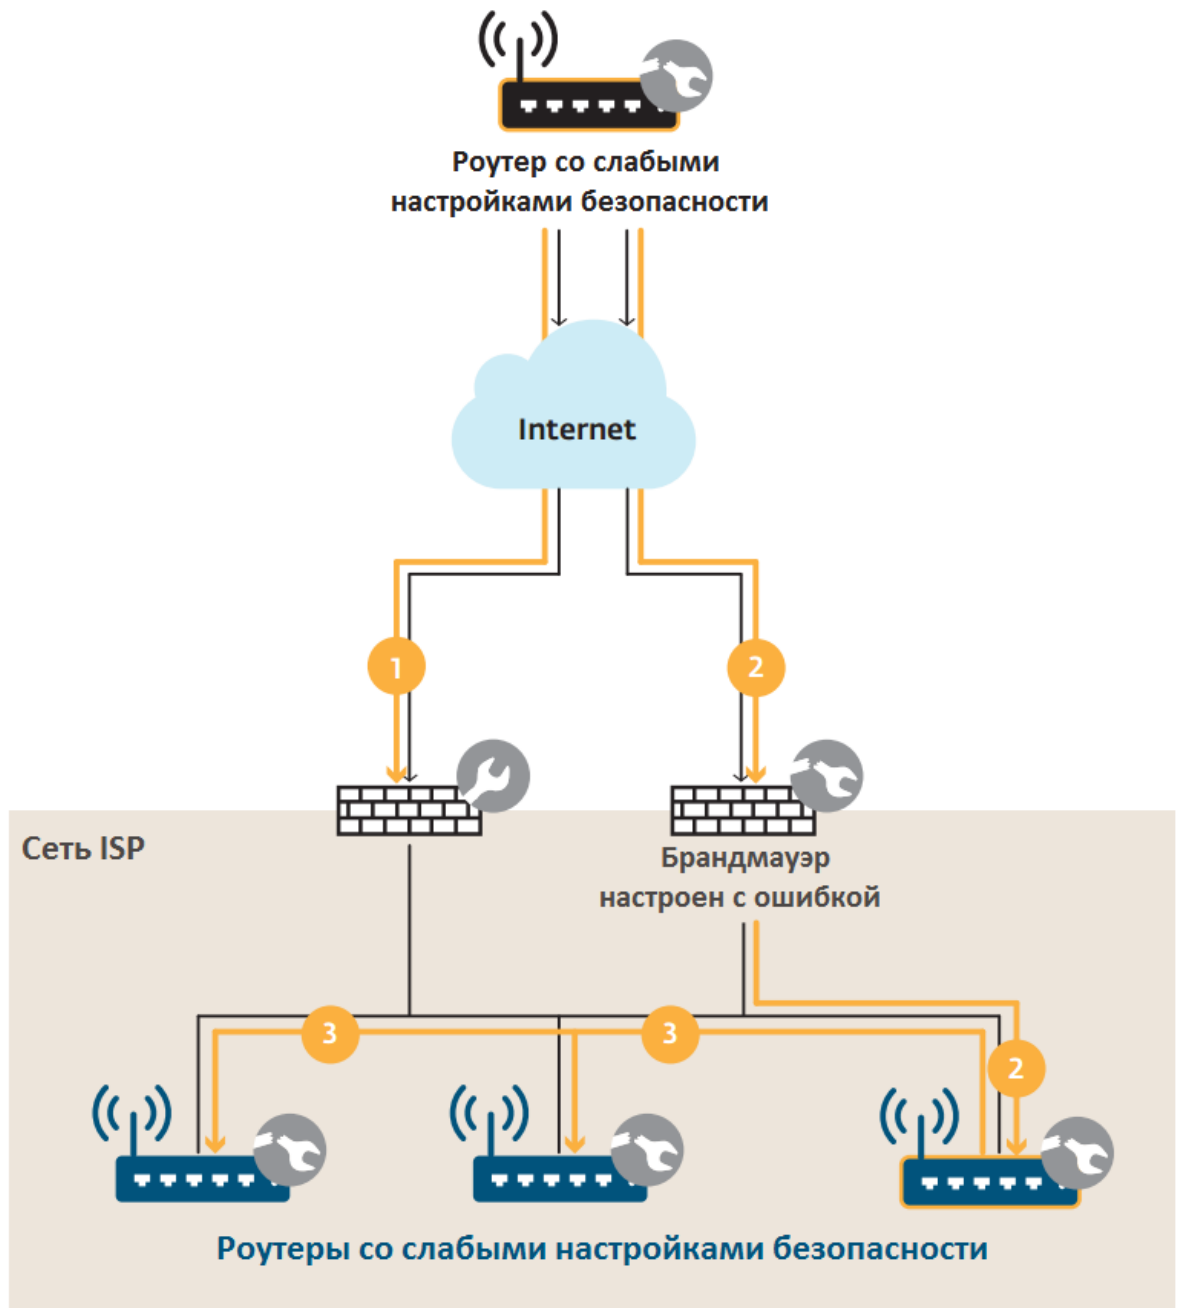 Роутер со слабыми
настройками безопасности
Internet
1
2
Сеть ISP
Брандмауэр
настроен с ошибкой
3
3
2
Роутеры со слабыми настройками безопасности